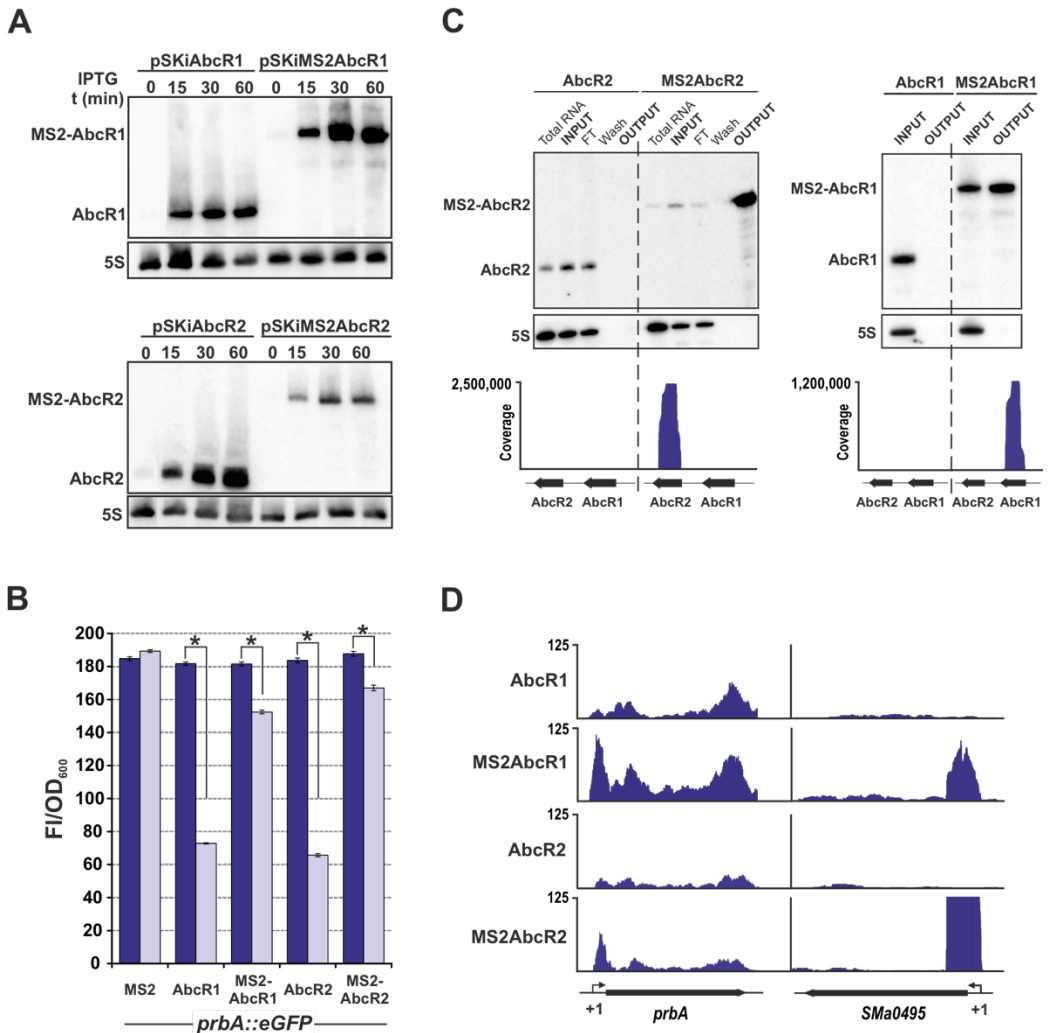 A
pSKiAbcR1 pSKiMS2AbcR1
IPTG t (min) 0 15 30 60 0 15 30 60
MS2-AbcR1
AbcR1
5S
pSKiAbcR2 pSKiMS2AbcR2
0 15 30 60 0 15 30 60
MS2-AbcR2
AbcR2
5S
C
AbcR2 MS2AbcR2
Total RNA INPUT FT Wash OUTPUT Total RNA INPUT FT Wash OUTPUT
MS2-AbcR2
AbcR2
5S
2,500,000
Coverage
AbcR2 AbcR1 AbcR2 AbcR1
AbcR1 MS2AbcR1
INPUT OUTPUT INPUT OUTPUT
MS2-AbcR1
AbcR1
5S
1,200,000
Coverage
AbcR2 AbcR1 AbcR2 AbcR1
B
FI/OD600
200
180
160
140
120
100
80
60
40
20
0
* * * *
MS2 AbcR1 MS2-AbcR1 AbcR2 MS2-AbcR2
prbA::eGFP
D
125 125
AbcR1
125 125
MS2AbcR1
125 125
AbcR2
125 125
MS2AbcR2
+1 prbA SMa0495 +1